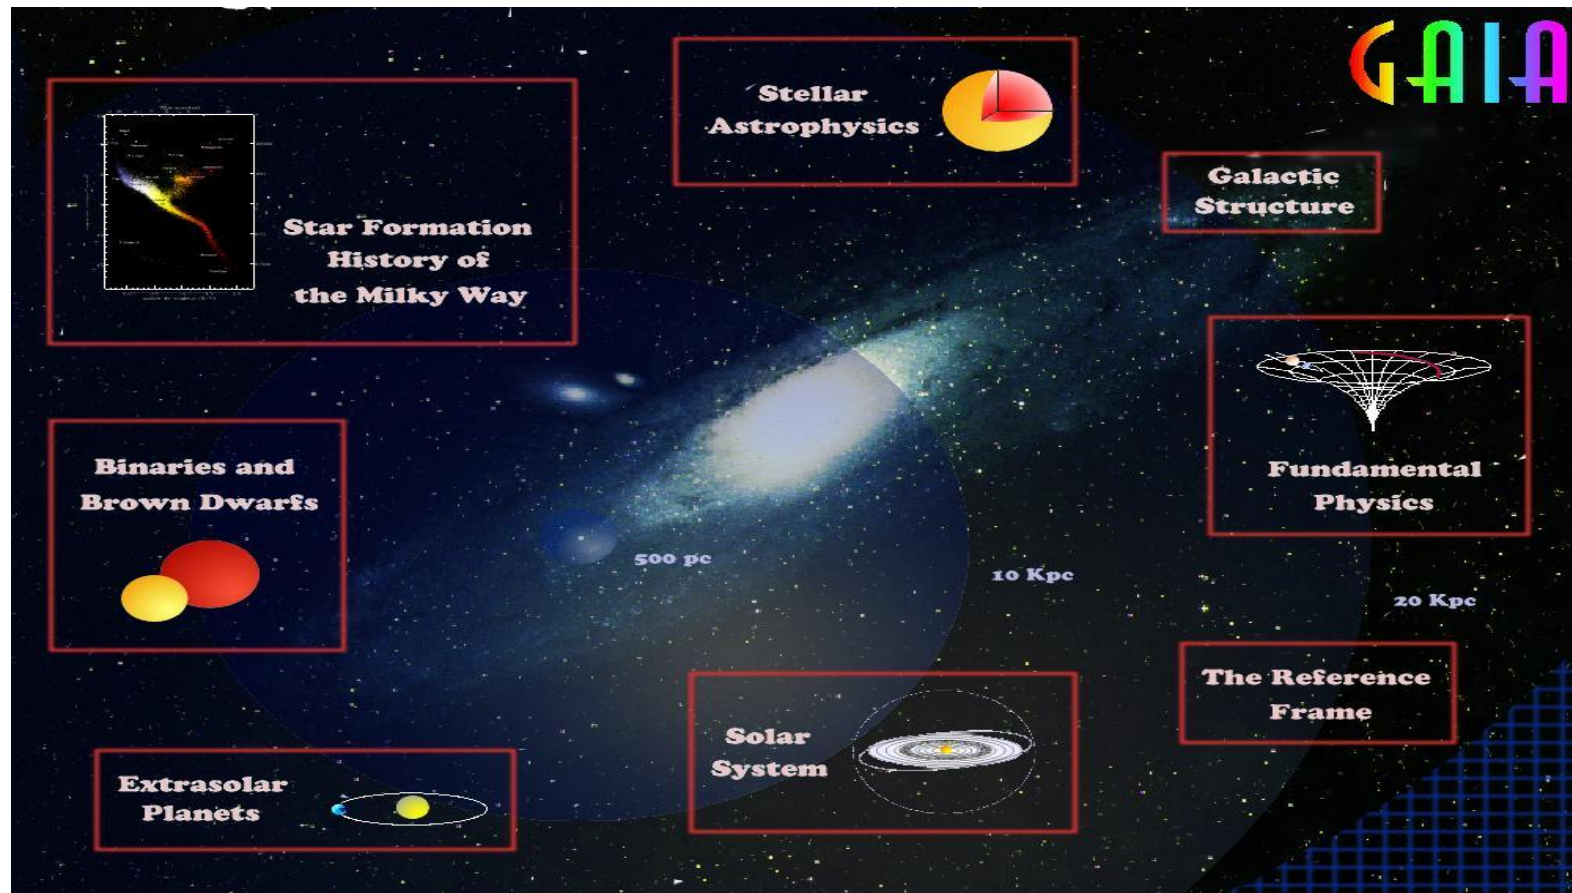 GAIA
Stellar
Astrophysics
Galactic
Structure
Star Formation
History of
the Milky Way
Fundamental
Physics
Binaries and
Brown Dwarfs
500 pc
10 Kpc
20 Kpc
The Reference
Frame
Solar
System
Extrasolar
Planets